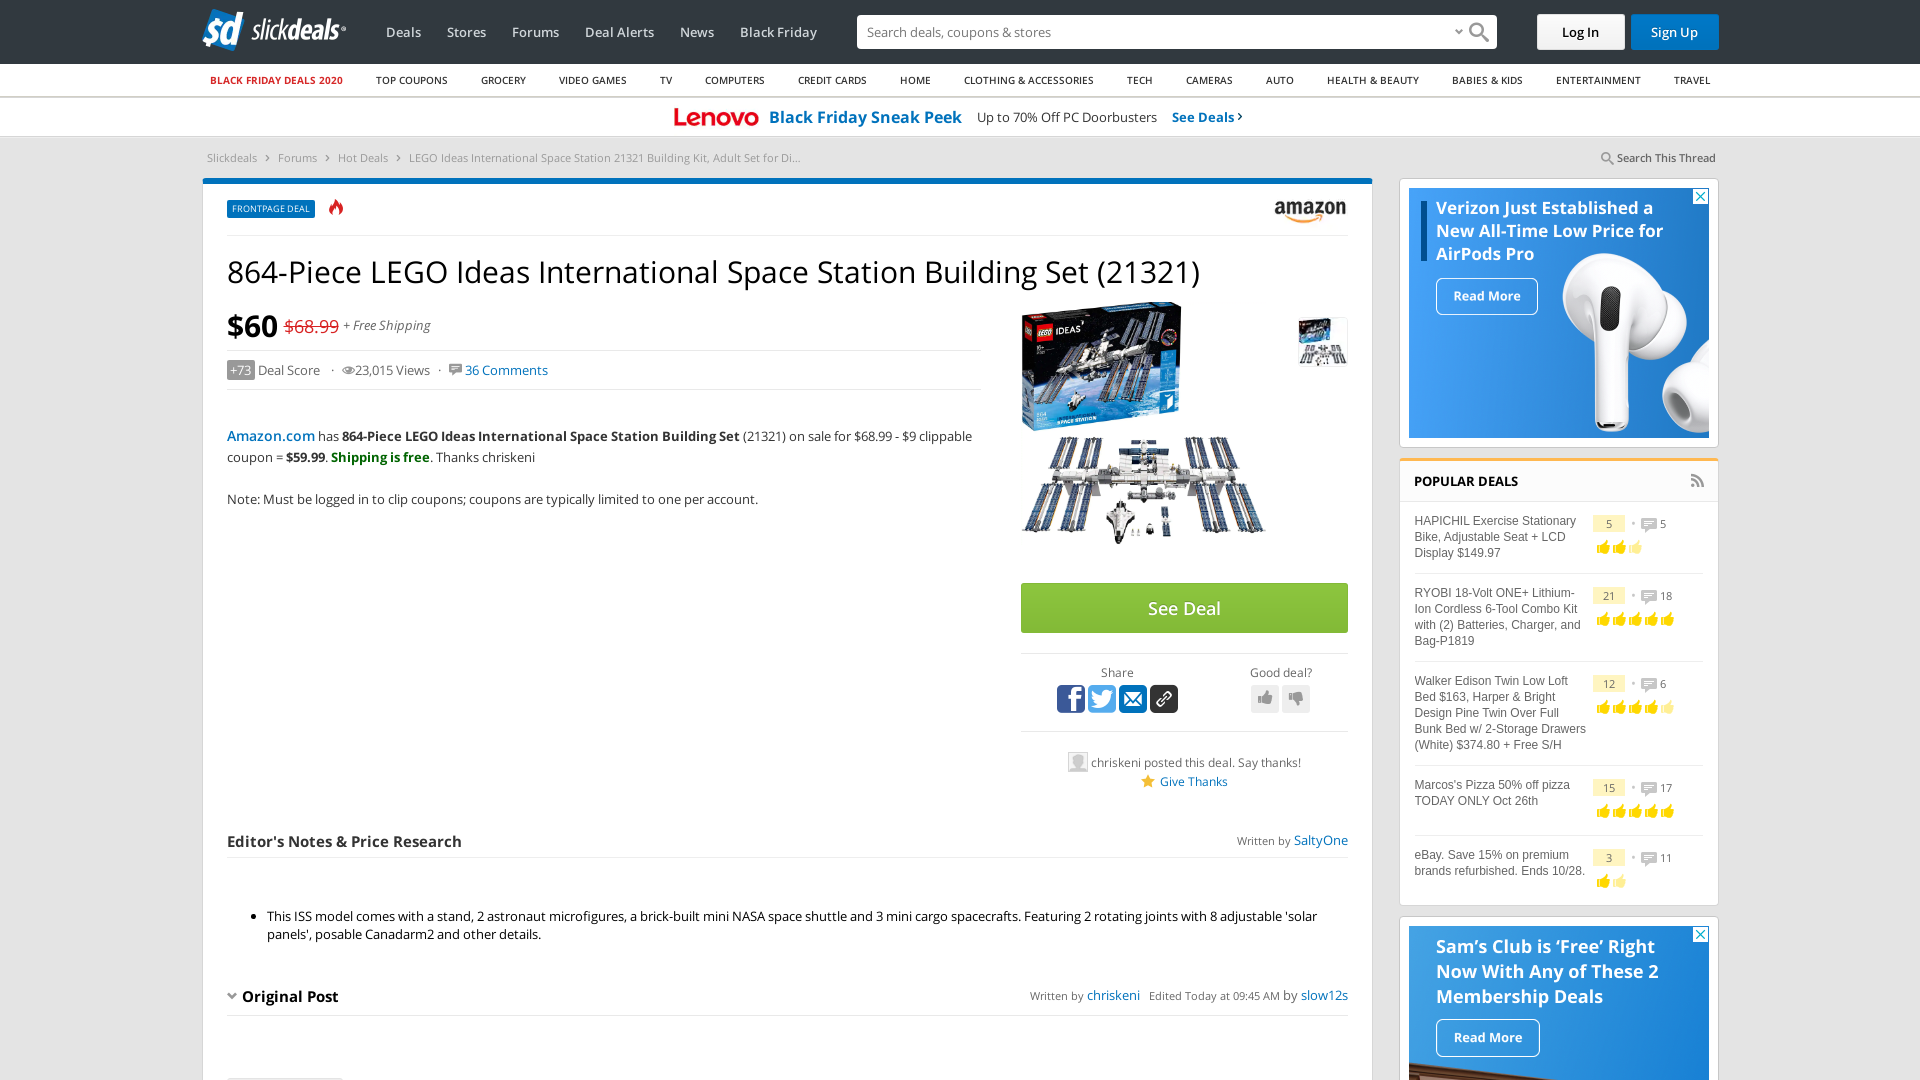 sd slickdeals
Deals Stores Forums Deal Alerts News Black Friday
Search deals, coupons & shops
Log In Sign Up
BLACK FRIDAY DEALS 2020 TOP COUPONS GROCERY VIDEO GAMES TV COMPUTERS CREDIT CARDS HOME CLOTHING & ACCESSORIES TECH CAMERAS AUTO HEALTH & BEAUTY BABIES & KIDS ENTERTAINMENT TRAVEL
Lenovo Black Friday Sneak Peek Up to 70% Off PC Doorbusters See Deals
Slickdeals Forums Hot Deals LEGO Ideas International Space Station 21321 Building Kit, Adult Set for Di...
Search This Thread
FRONTPAGE DEAL
amazon
864-Piece LEGO Ideas International Space Station Building Set (21321)
$60 $68.99 + Free Shipping
+73 Deal Score · 23,015 Views · 36 Comments
Amazon.com has 864-Piece LEGO Ideas International Space Station Building Set (21321) on sale for $68.99 - $9 clippable
coupon = $59.99. Shipping is free. Thanks chriskeni
Note: Must be logged in to clip coupons; coupons are typically limited to one per account.
LEGO IDEAS
SPACE STATION
See Deal
Share
Good deal?
chriskeni posted this deal. Say thanks!
Give Thanks
Editor's Notes & Price Research
Written by SaltyOne
• This ISS model comes with a stand, 2 astronaut microfigures, a brick-built mini NASA space shuttle and 3 mini cargo spacecrafts. Featuring 2 rotating joints with 8 adjustable 'solar
panels', posable Canadarm2 and other details.
Original Post
Written by chriskeni Edited Today at 09:45 AM by slow12s
Verizon Just Established a
New All-Time Low Price for
AirPods Pro
Read More
POPULAR DEALS
HAPICHIL Exercise Stationary
Bike, Adjustable Seat + LCD
Display $149.97
5 • 5
RYOBI 18-Volt ONE+ Lithium-
Ion Cordless 6-Tool Combo Kit
with (2) Batteries, Charger, and
Bag-P1819
21 • 18
Walker Edison Twin Low Loft
Bed $163, Harper & Bright
Design Pine Twin Over Full
Bunk Bed w/ 2-Storage Drawers
(White) $374.80 + Free S/H
12 • 6
Marcos's Pizza 50% off pizza
TODAY ONLY Oct 26th
15 • 17
eBay. Save 15% on premium
brands refurbished. Ends 10/28.
3 • 11
Sam's Club is 'Free' Right
Now With Any of These 2
Membership Deals
Read More